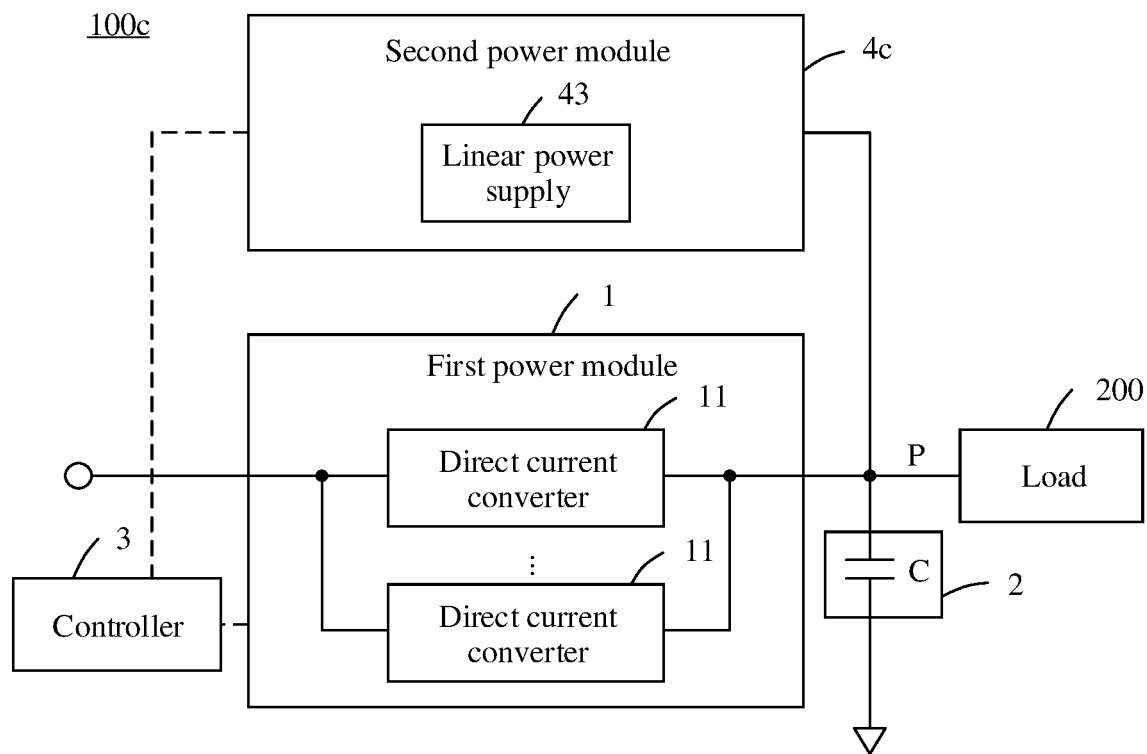 100c
Second power module
4c
43
Linear power
supply
1
First power module
11
200
Direct current
converter
P
Load
3
11
C
2
Controller
Direct current
converter